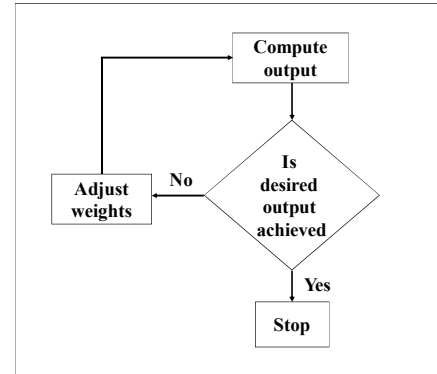 Compute
output
Is
desired
output
achieved
No
Adjust
weights
Yes
Stop